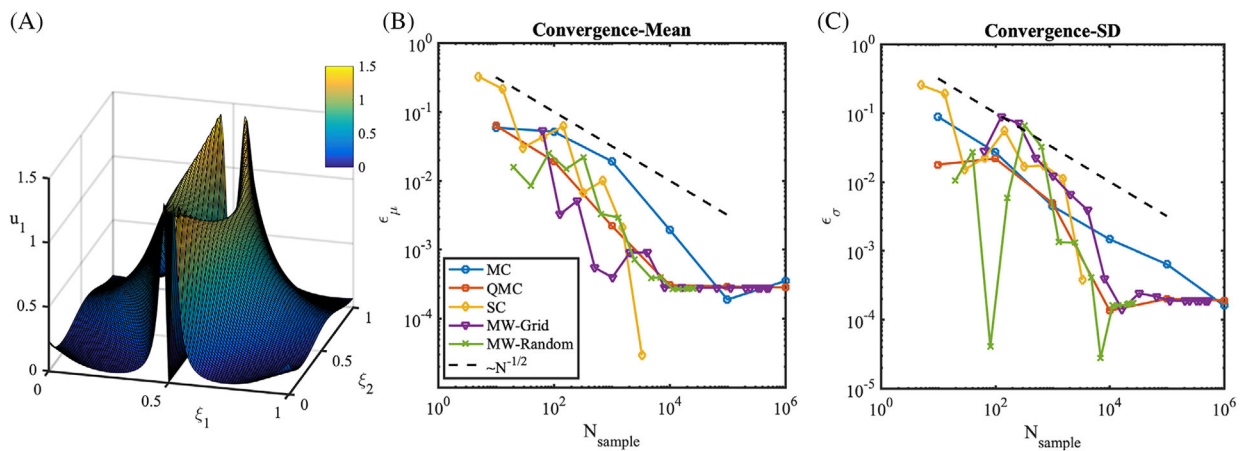 (A)
1.5
1
0.5
0
1.5
1
u1
0.5
0
0
0.5
1
ξ1
0
0.5
1
ξ2
(B)
Convergence-Mean
10^0
10^-1
10^-2
10^-3
10^-4
ϵμ
MC
QMC
SC
MW-Grid
MW-Random
~N^-1/2
10^0
10^2
10^4
10^6
Nsample
(C)
Convergence-SD
10^0
10^-1
10^-2
10^-3
10^-4
10^-5
ϵσ
10^0
10^2
10^4
10^6
Nsample